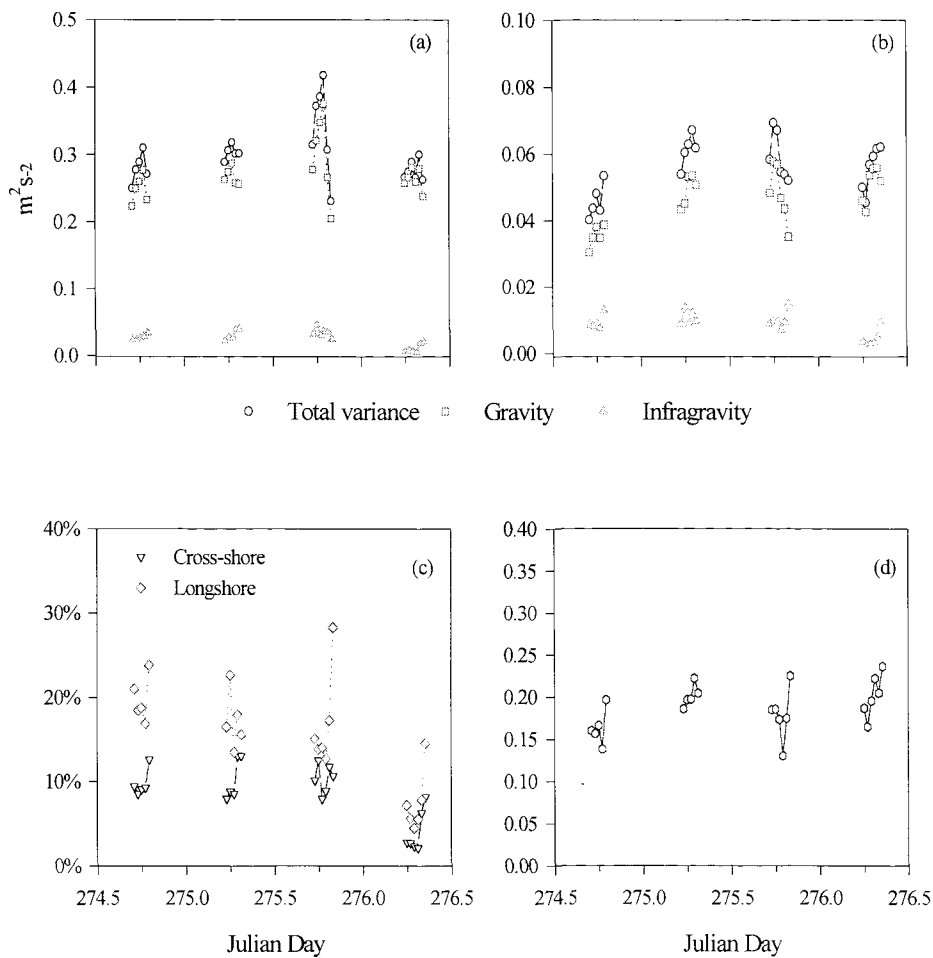 (a)
0.5
0.4
0.3
0.2
0.1
0.0
m²s-2
(b)
0.10
0.08
0.06
0.04
0.02
0.00
Total variance Gravity Infragravity
(c)
40%
30%
20%
10%
0%
Cross-shore
Longshore
274.5 275.0 275.5 276.0 276.5
Julian Day
(d)
0.40
0.35
0.30
0.25
0.20
0.15
0.10
0.05
0.00
274.5 275.0 275.5 276.0 276.5
Julian Day